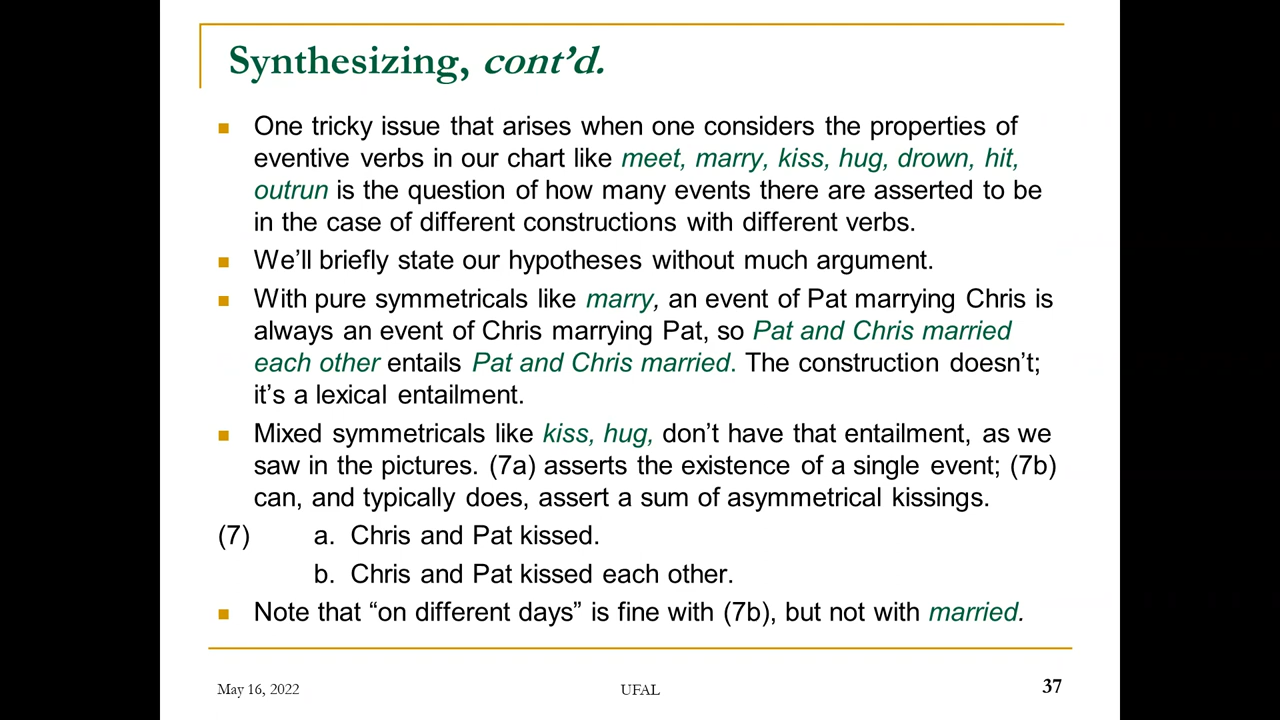 Synthesizing, cont’d.
■ One tricky issue that arises when one considers the properties of
eventive verbs in our chart like meet, marry, kiss, hug, drown, hit,
outrun is the question of how many events there are asserted to be
in the case of different constructions with different verbs.
■ We’ll briefly state our hypotheses without much argument.
■ With pure symmetricals like marry, an event of Pat marrying Chris is
always an event of Chris marrying Pat, so Pat and Chris married
each other entails Pat and Chris married. The construction doesn’t;
it’s a lexical entailment.
■ Mixed symmetricals like kiss, hug, don’t have that entailment, as we
saw in the pictures. (7a) asserts the existence of a single event; (7b)
can, and typically does, assert a sum of asymmetrical kissings.
(7) a. Chris and Pat kissed.
b. Chris and Pat kissed each other.
■ Note that “on different days” is fine with (7b), but not with married.
May 16, 2022 UFAL 37